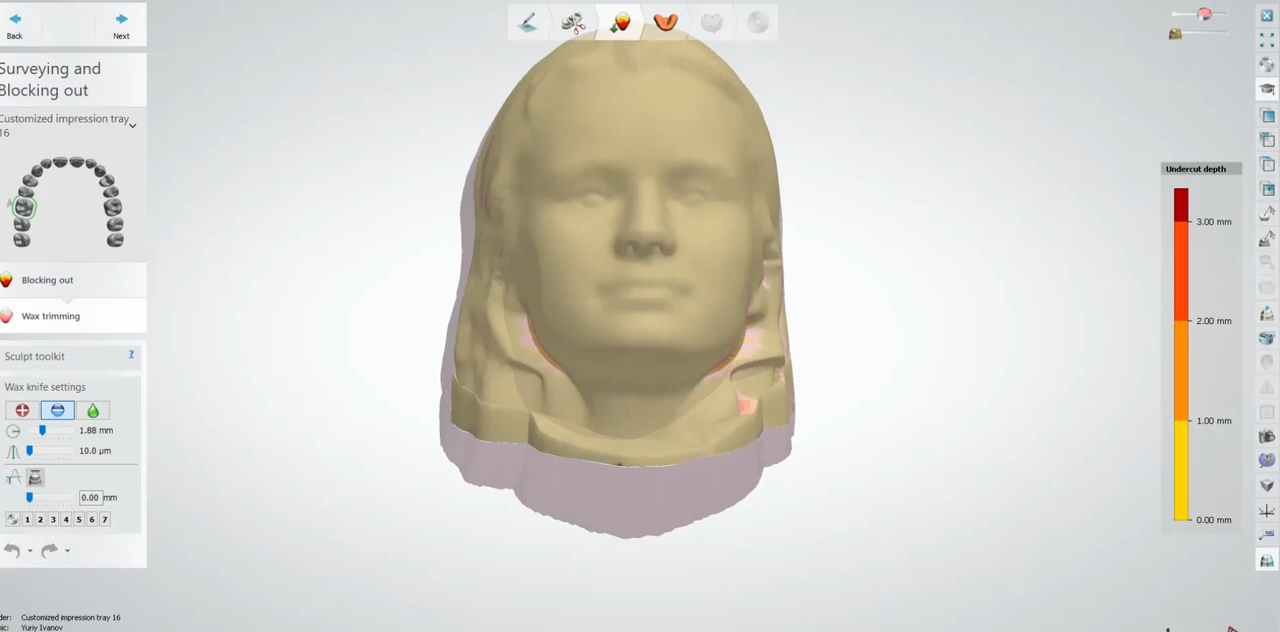 Back
Next
Surveying and
Blocking out
Customized impression tray
16
Blocking out
Wax trimming
Sculpt toolkit
?
Wax knife settings
1.88 mm
10.0 µm
0.00 mm
1 2 3 4 5 6 7
Undercut depth
3.00 mm
2.00 mm
1.00 mm
0.00 mm
der: Customized impression tray 16
ic: Yuriy Ivanov